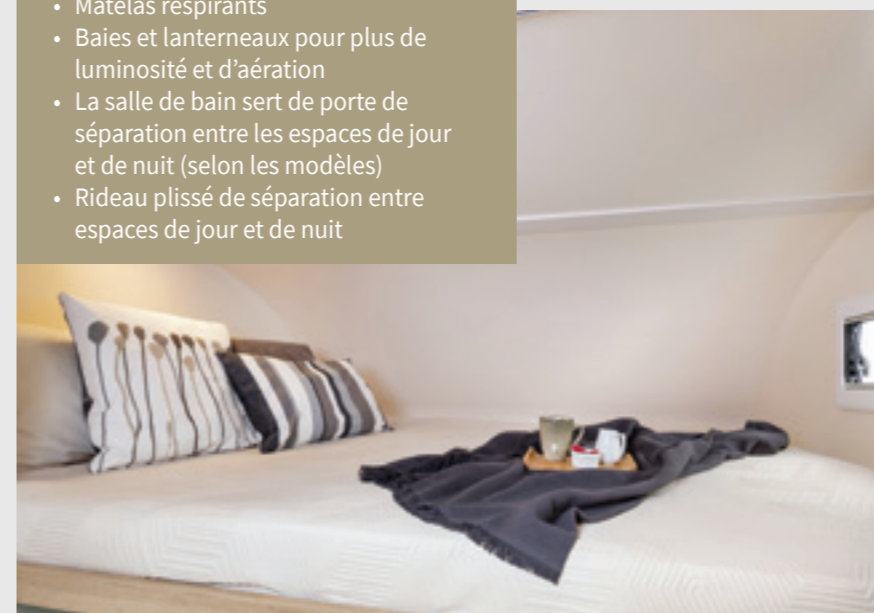 • Matelas respirants
• Baies et lanterneaux pour plus de
luminosité et d'aération
• La salle de bain sert de porte de
séparation entre les espaces de jour
et de nuit (selon les modèles)
• Rideau plissé de séparation entre
espaces de jour et de nuit